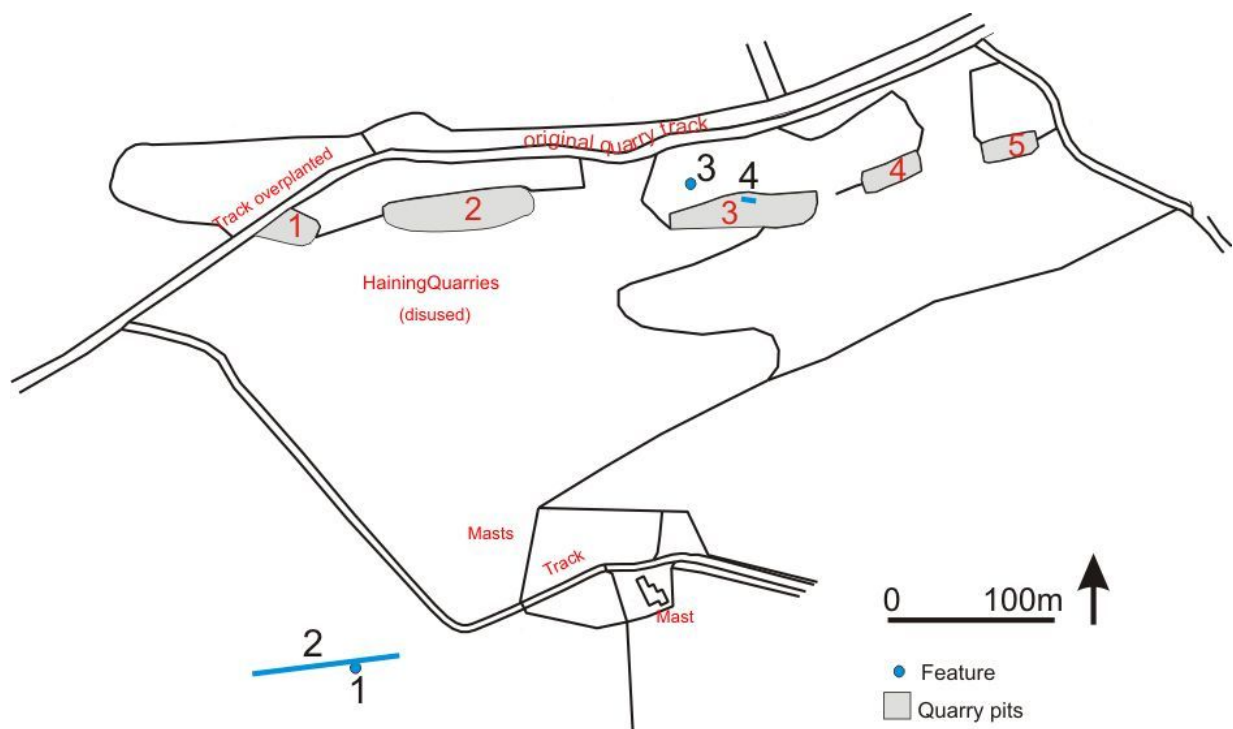 original quarry track
Track overplanted
1
2
3
4
3
4
5
HainingQuarries
(disused)
Masts
Track
Mast
2
1
0 100m
Feature
Quarry pits